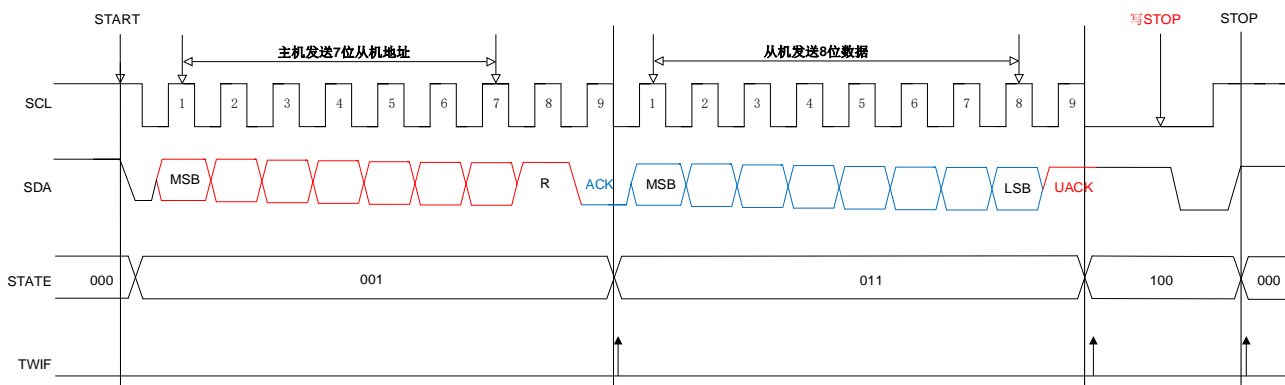 START 写STOP STOP
主机发送7位从机地址 从机发送8位数据
SCL 1 2 3 4 5 6 7 8 9 1 2 3 4 5 6 7 8 9
SDA MSB R ACK MSB LSB UACK
STATE 000 001 011 100 000
TWIF